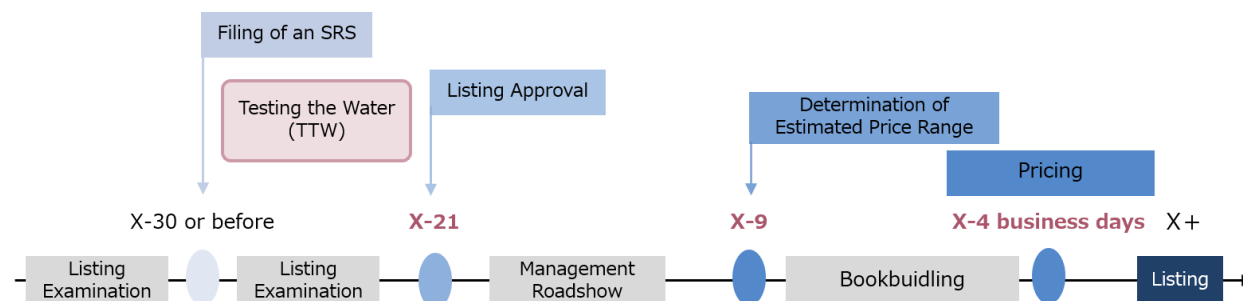 Filing of an SRS
Testing the Water
(TTW)
Listing Approval
Determination of
Estimated Price Range
Pricing
X-30 or before
X-21
X-9
X-4 business days
X+
Listing
Examination
Listing
Examination
Management
Roadshow
Bookbuidling
Listing